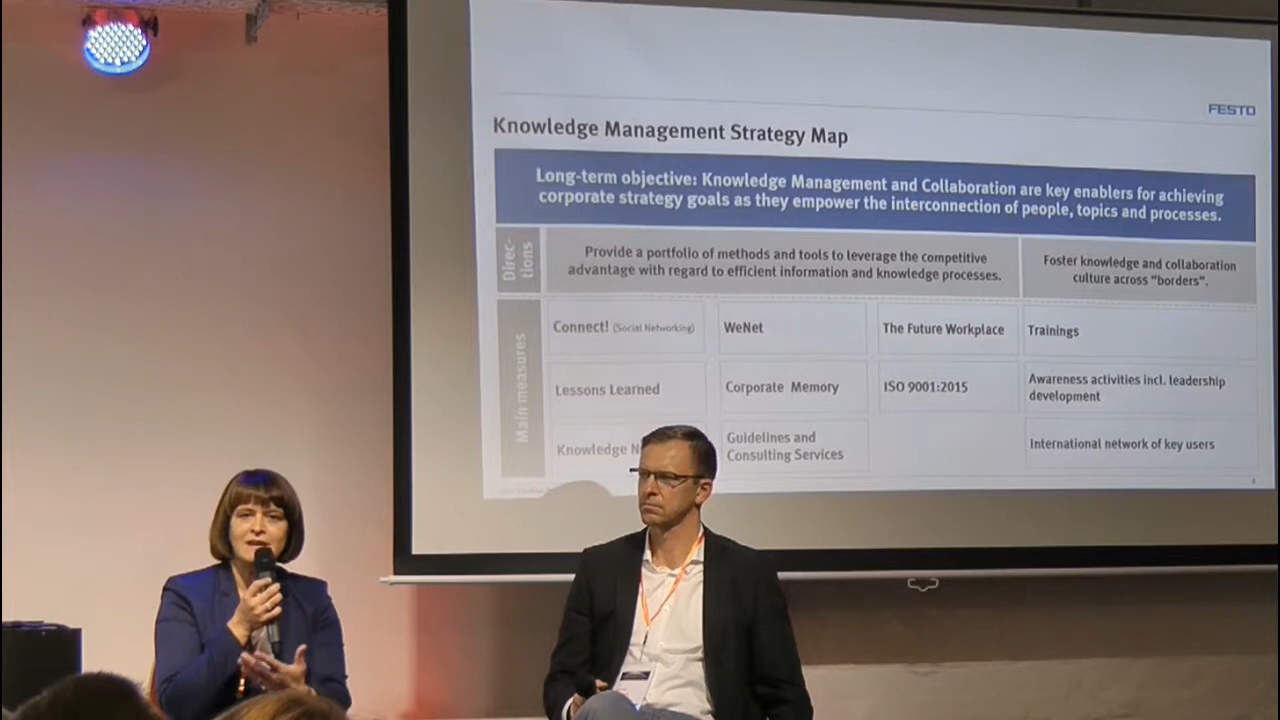 FESTO
Knowledge Management Strategy Map
Long-term objective: Knowledge Management and Collaboration are key enablers for achieving
corporate strategy goals as they empower the interconnection of people, topics and processes.
Direc-
tions
Provide a portfolio of methods and tools to leverage the competitive
advantage with regard to efficient information and knowledge processes.
Foster knowledge and collaboration
culture across "borders".
Main measures
Connect! (Social Networking)
WeNet
The Future Workplace
Trainings
Lessons Learned
Corporate Memory
ISO 9001:2015
Awareness activities incl. leadership
development
Knowledge
Guidelines and
Consulting Services
International network of key users